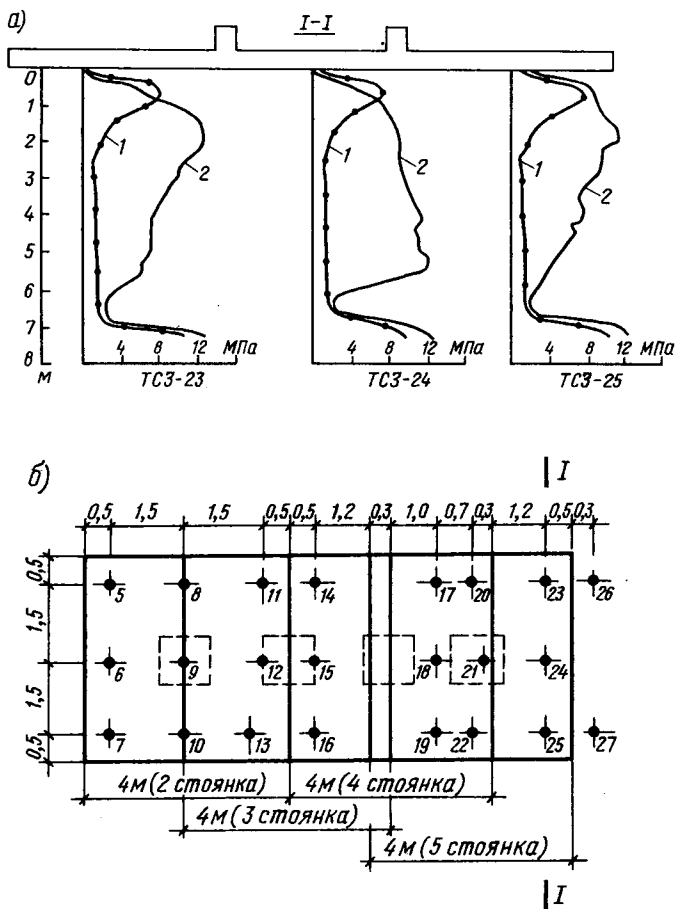 а)
I–I
0
1
2
3
4
5
6
7
8
м
1
2
4 8 12 МПа
ТСЗ-23
1
2
4 8 12 МПа
ТСЗ-24
1
2
4 8 12 МПа
ТСЗ-25
б)
I
0,5 1,5 1,5 0,5 0,5 1,2 0,3 1,0 0,7 0,3 1,2 0,5 0,3
0,5
1,5
1,5
0,5
5 8 11 14 17 20 23 26
6 9 12 15 18 21 24
7 10 13 16 19 22 25 27
4м (2 стоянка) 4м (4 стоянка)
4м (3 стоянка)
4м (5 стоянка)
I